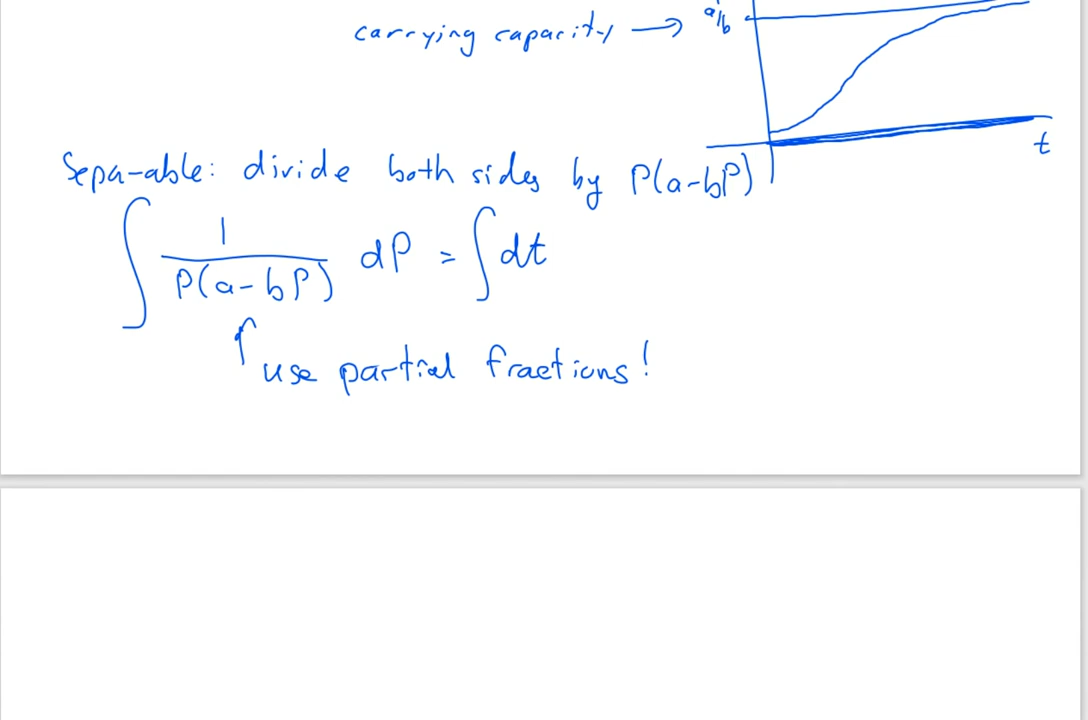 carrying capacity → a/b
t
Separable: divide both sides by P(a-bP)
∫ 1/(P(a-bP)) dP = ∫ dt
↑ use partial fractions!